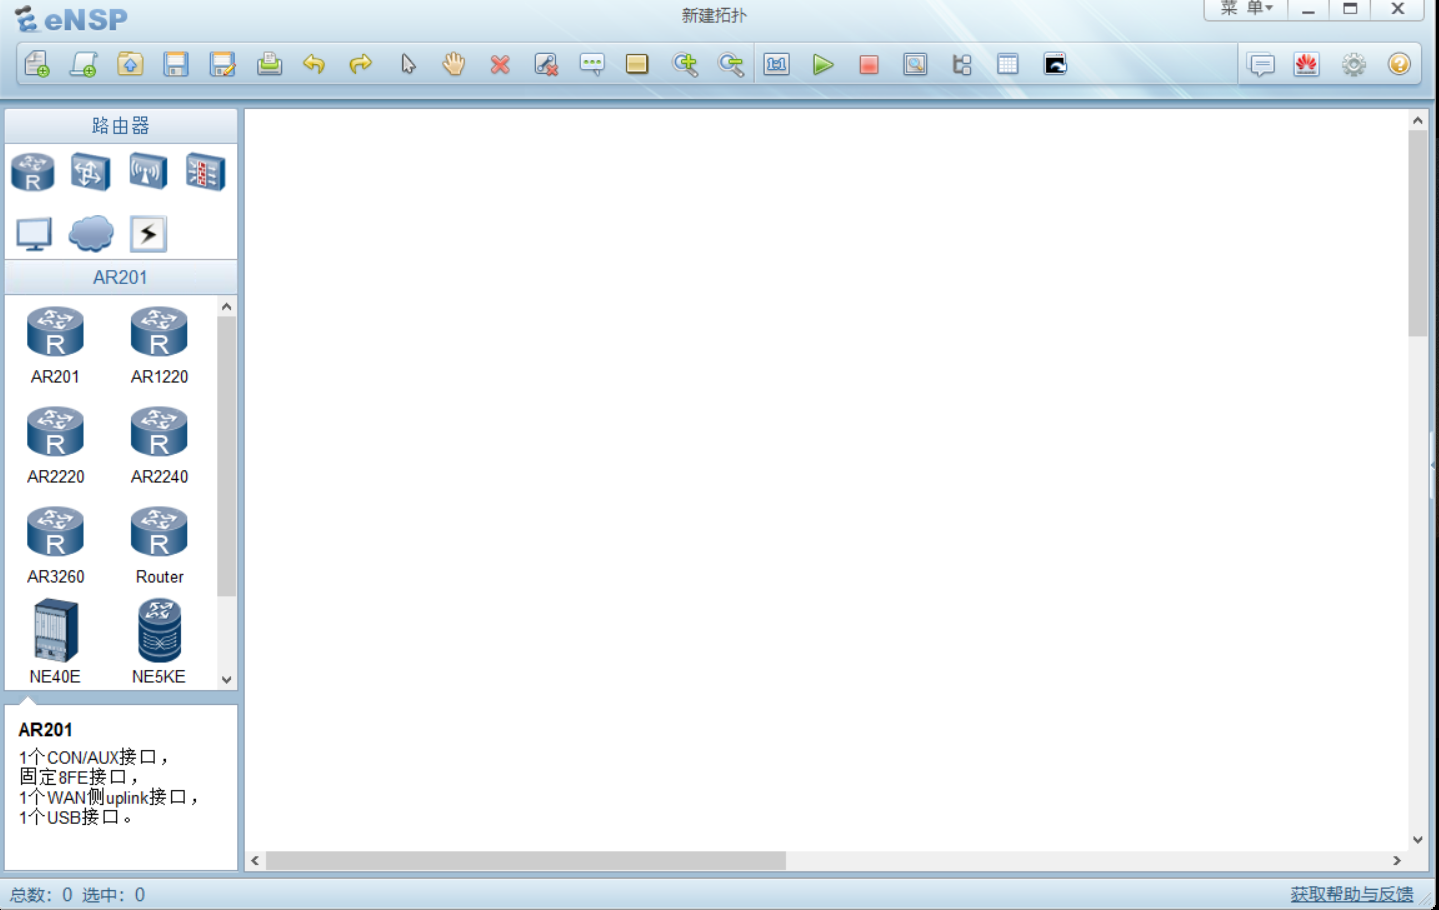 eNSP
新建拓扑
菜 单
1:1
路由器
R
AR201
R
R
AR201
AR1220
R
R
AR2220
AR2240
R
R
AR3260
Router
NE40E
NE5KE
AR201
1个CON/AUX接口，
固定8FE接口，
1个WAN侧uplink接口，
1个USB接口。
总数：0 选中：0
获取帮助与反馈